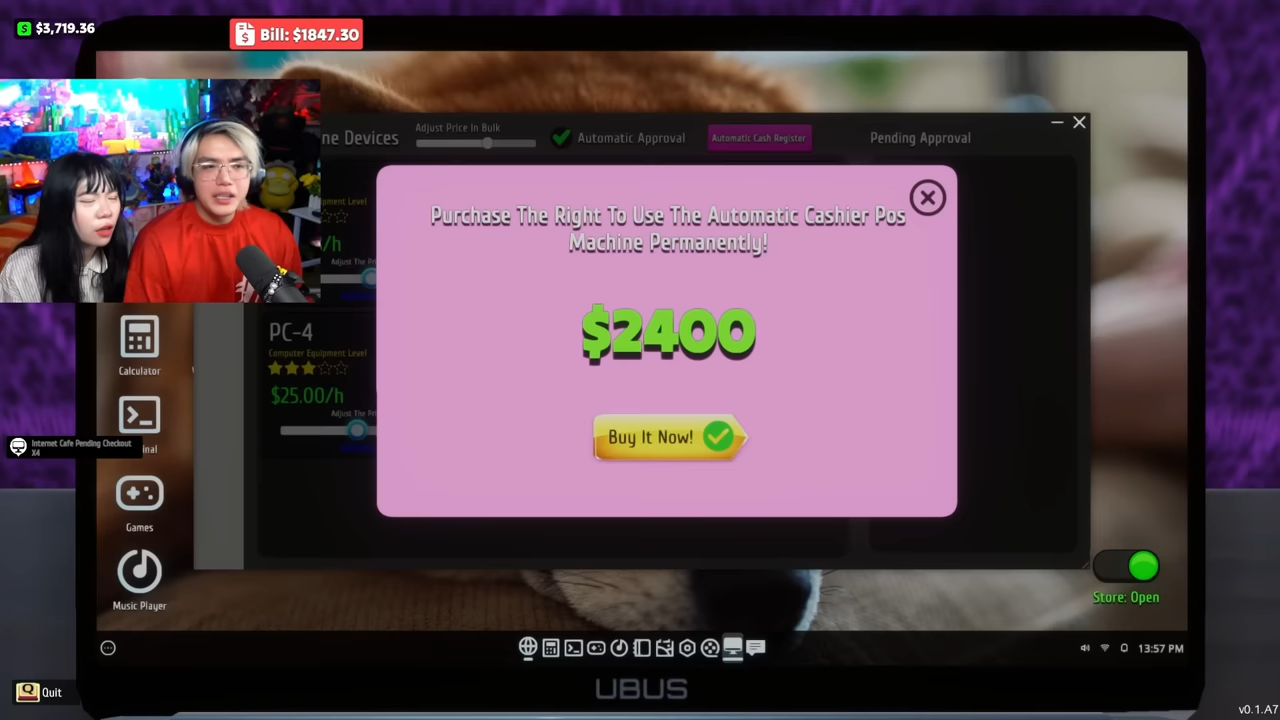 $3,719.36
Bill: $1847.30
ne Devices
Adjust Price In Bulk
Automatic Approval
Automatic Cash Register
Pending Approval
Purchase The Right To Use The Automatic Cashier Pos
Machine Permanently!
/h
$2400
PC-4
Computer Equipment Level
$25.00/h
Buy It Now!
Calculator
Internet Cafe Pending Checkout
X4
Games
Music Player
Store: Open
13:57 PM
UBUS
Q Quit
v0.1.A7